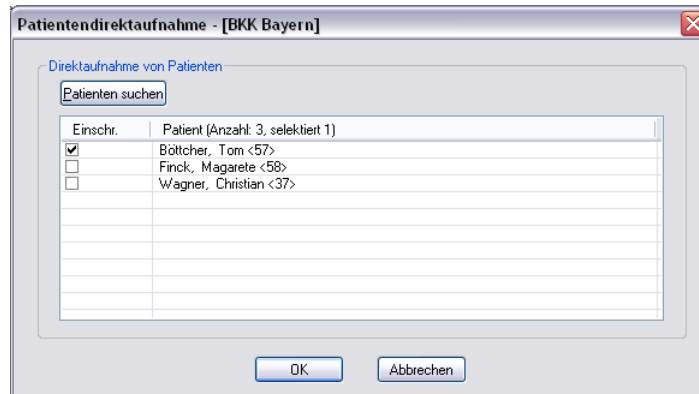 Patientendirektaufnahme - [BKK Bayern]
Direktaufnahme von Patienten
Patienten suchen
Einschr. Patient (Anzahl: 3, selektiert 1)
Böttcher, Tom <57>
Finck, Magarete <58>
Wagner, Christian <37>
OK Abbrechen